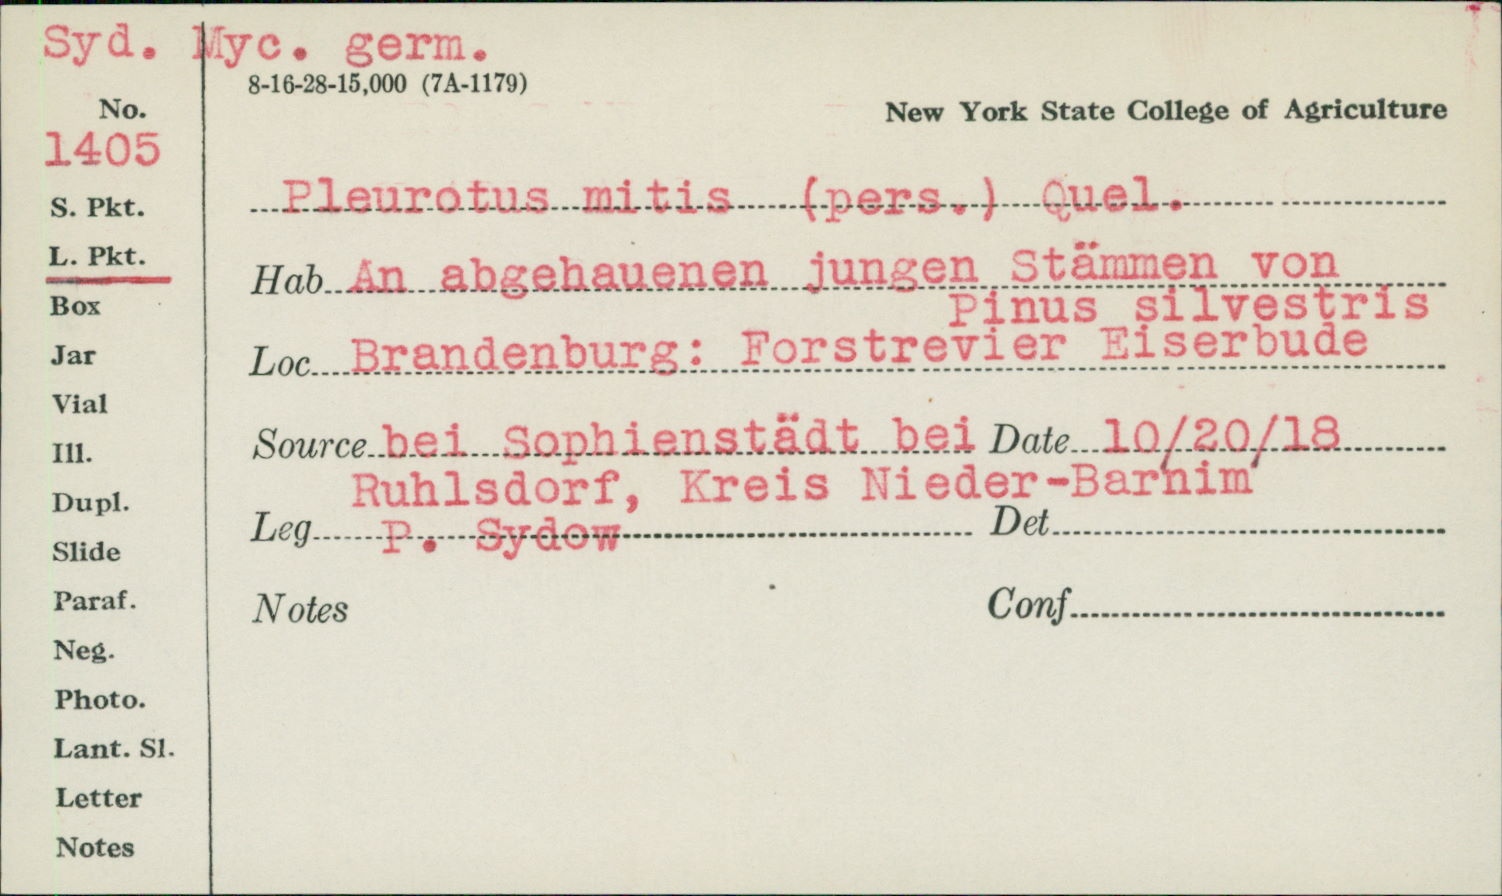 Syd. Myc. germ.
8-16-28-15,000 (7A-1179)
New York State College of Agriculture
No.
1405
S. Pkt.
L. Pkt.
Box
Jar
Vial
Ill.
Dupl.
Slide
Paraf.
Neg.
Photo.
Lant. Sl.
Letter
Notes
Pleurotus mitis (pers.) Quel.
Hab An abgehauenen jungen Stämmen von
Pinus silvestris
Loc Brandenburg: Forstrevier Eiserbude
Source bei Sophienstädt bei Date 10/20/18
Ruhlsdorf, Kreis Nieder-Barnim
Leg P. Sydow Det
Notes Conf